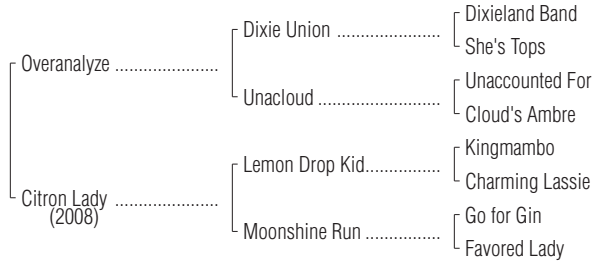 Dixieland Band
Dixie Union ....................
She's Tops
Overanalyze ....................
Unaccounted For
Unacloud ........................
Cloud's Ambre
Kingmambo
Lemon Drop Kid...............
Charming Lassie
Citron Lady ....................
(2008)
Go for Gin
Moonshine Run ...............
Favored Lady